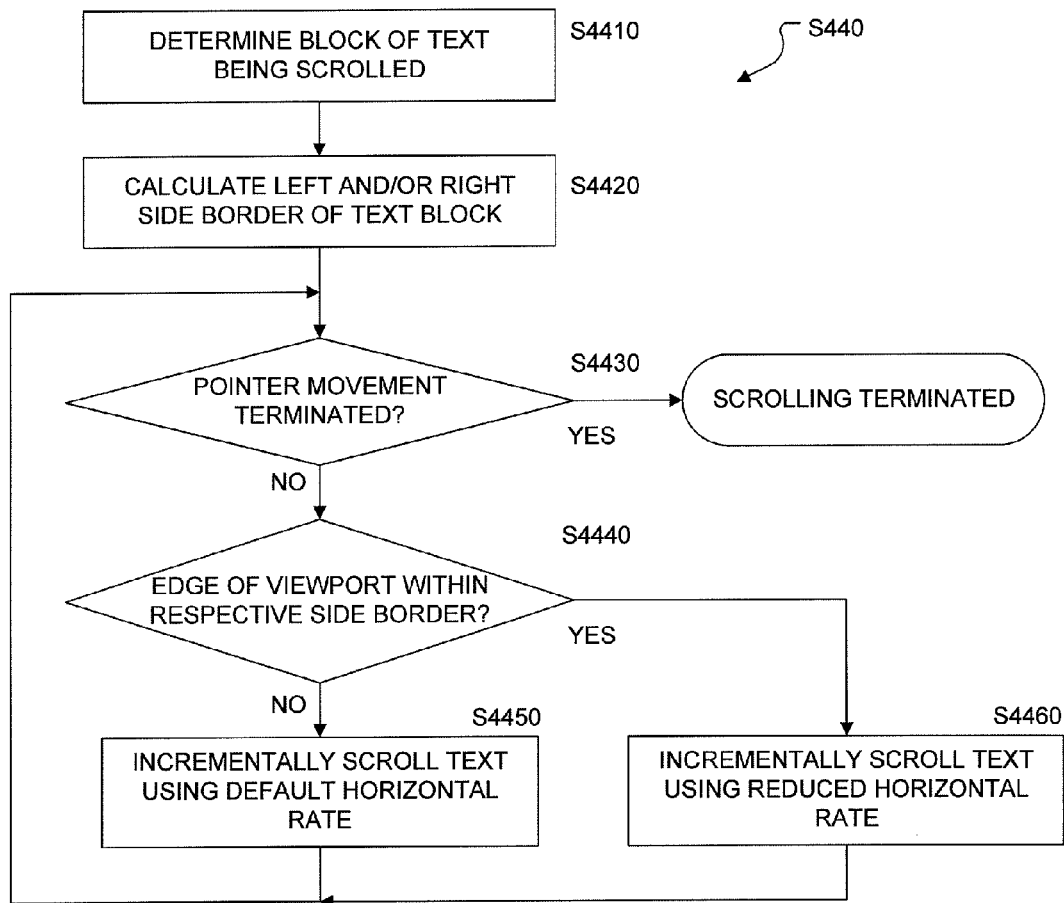 DETERMINE BLOCK OF TEXT
BEING SCROLLED
S4410
S440
CALCULATE LEFT AND/OR RIGHT
SIDE BORDER OF TEXT BLOCK
S4420
POINTER MOVEMENT
TERMINATED?
S4430
YES
SCROLLING TERMINATED
NO
EDGE OF VIEWPORT WITHIN
RESPECTIVE SIDE BORDER?
S4440
YES
NO
S4450
INCREMENTALLY SCROLL TEXT
USING DEFAULT HORIZONTAL
RATE
S4460
INCREMENTALLY SCROLL TEXT
USING REDUCED HORIZONTAL
RATE